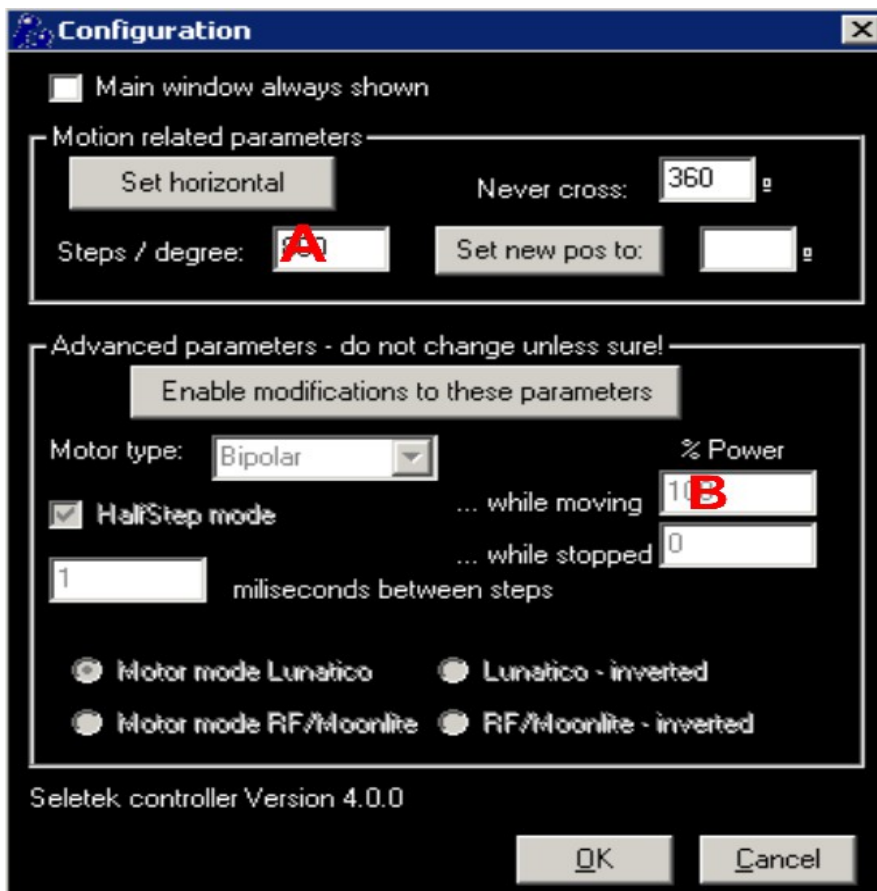 Configuration
Main window always shown
Motion related parameters
Set horizontal Never cross: 360 º
Steps / degree: A Set new pos to: º
Advanced parameters - do not change unless sure!
Enable modifications to these parameters
Motor type: Bipolar % Power
HalfStep mode ... while moving B
... while stopped 0
1 miliseconds between steps
Motor mode Lunatico Lunatico - inverted
Motor mode RF/Moonlite RF/Moonlite - inverted
Seletek controller Version 4.0.0
OK Cancel